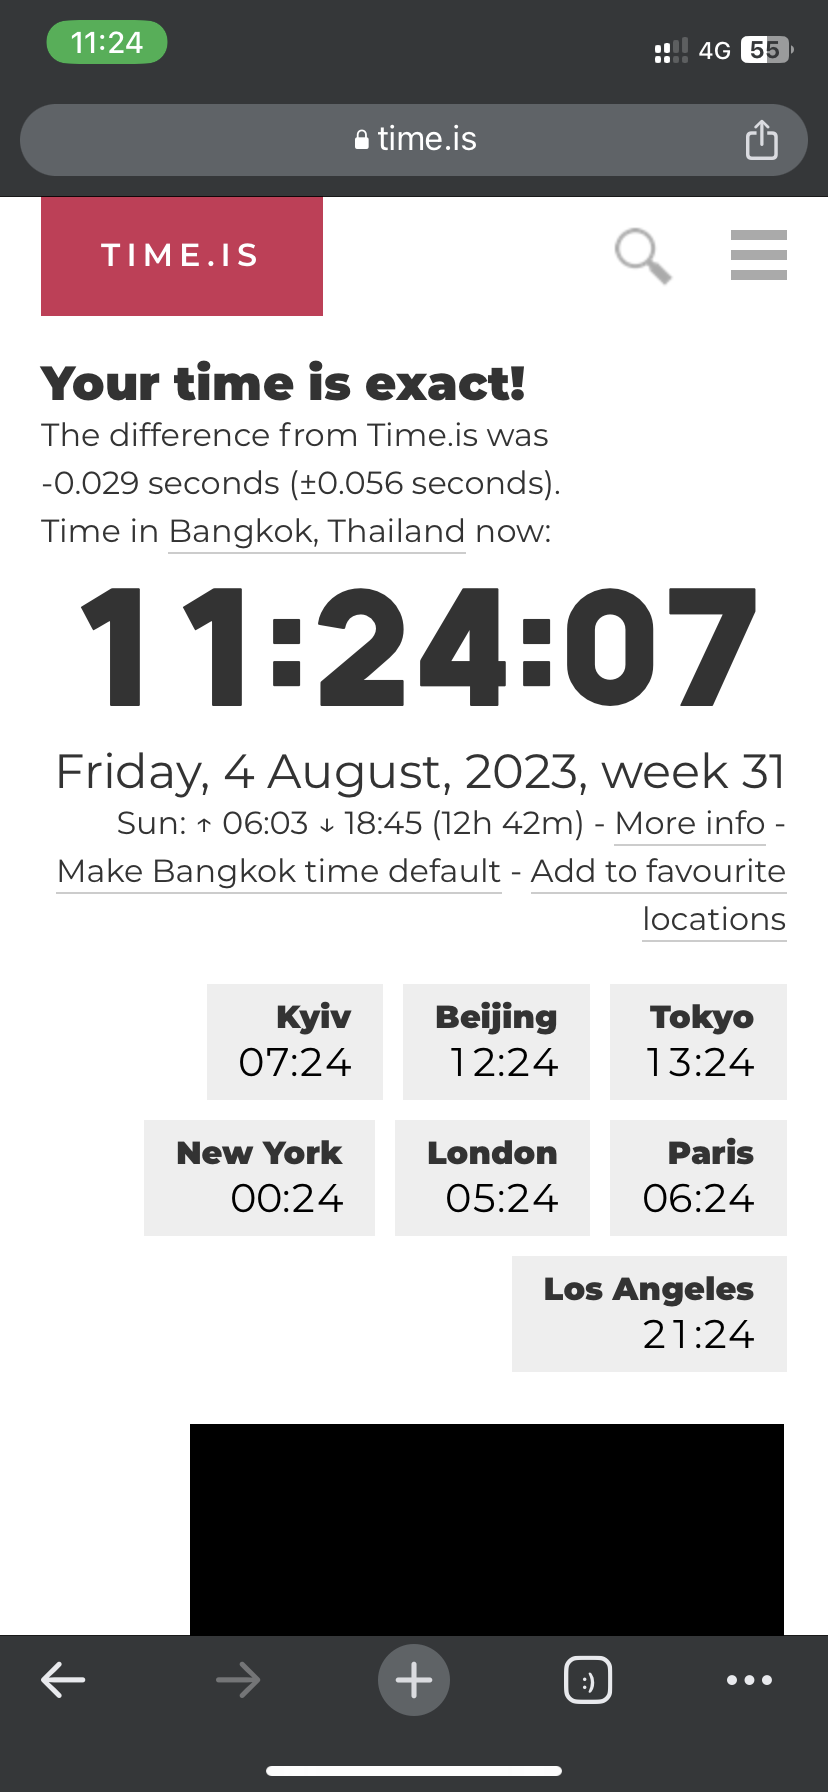 11:24
4G 55
time.is
TIME.IS
Your time is exact!
The difference from Time.is was
-0.029 seconds (±0.056 seconds).
Time in Bangkok, Thailand now:
11:24:07
Friday, 4 August, 2023, week 31
Sun: ↑ 06:03 ↓ 18:45 (12h 42m) - More info -
Make Bangkok time default - Add to favourite
locations
Kyiv
07:24
Beijing
12:24
Tokyo
13:24
New York
00:24
London
05:24
Paris
06:24
Los Angeles
21:24
:)